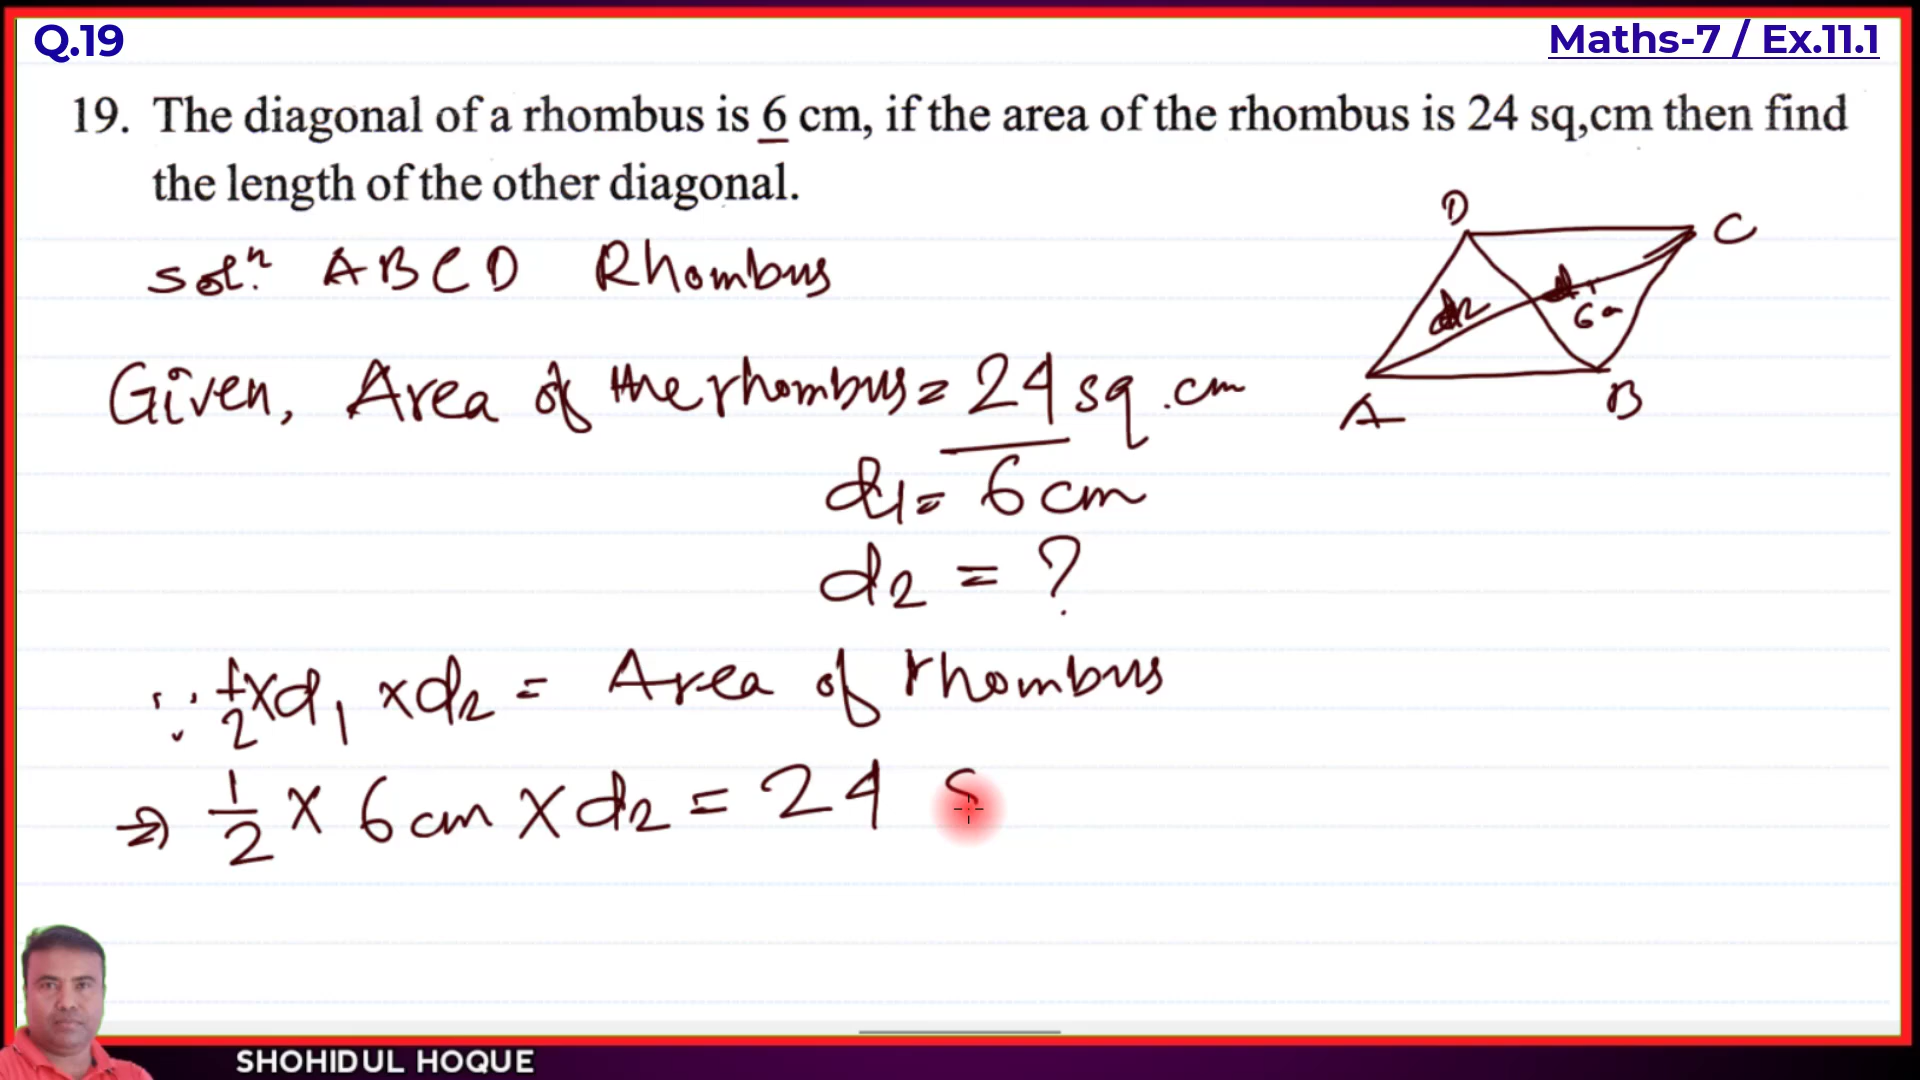 Q.19
Maths-7 / Ex.11.1
19. The diagonal of a rhombus is 6 cm, if the area of the rhombus is 24 sq,cm then find
the length of the other diagonal.
D
C
d2
6
A
B
Solⁿ. ABCD Rhombus
Given, Area of the rhombus = 24 sq.cm
d1 = 6 cm
d2 = ?
∵ 1/2 × d1 × d2 = Area of rhombus
⇒ 1/2 × 6 cm × d2 = 24 s
SHOHIDUL HOQUE